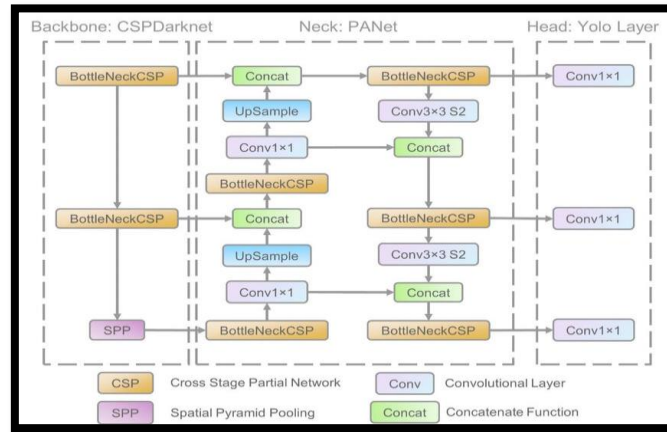 Backbone: CSPDarknet
Neck: PANet
Head: Yolo Layer
BottleNeckCSP
Concat
BottleNeckCSP
Conv1×1
UpSample
Conv3×3 S2
Conv1×1
Concat
BottleNeckCSP
BottleNeckCSP
Concat
BottleNeckCSP
Conv1×1
UpSample
Conv3×3 S2
Conv1×1
Concat
SPP
BottleNeckCSP
BottleNeckCSP
Conv1×1
CSP Cross Stage Partial Network
Conv Convolutional Layer
SPP Spatial Pyramid Pooling
Concat Concatenate Function